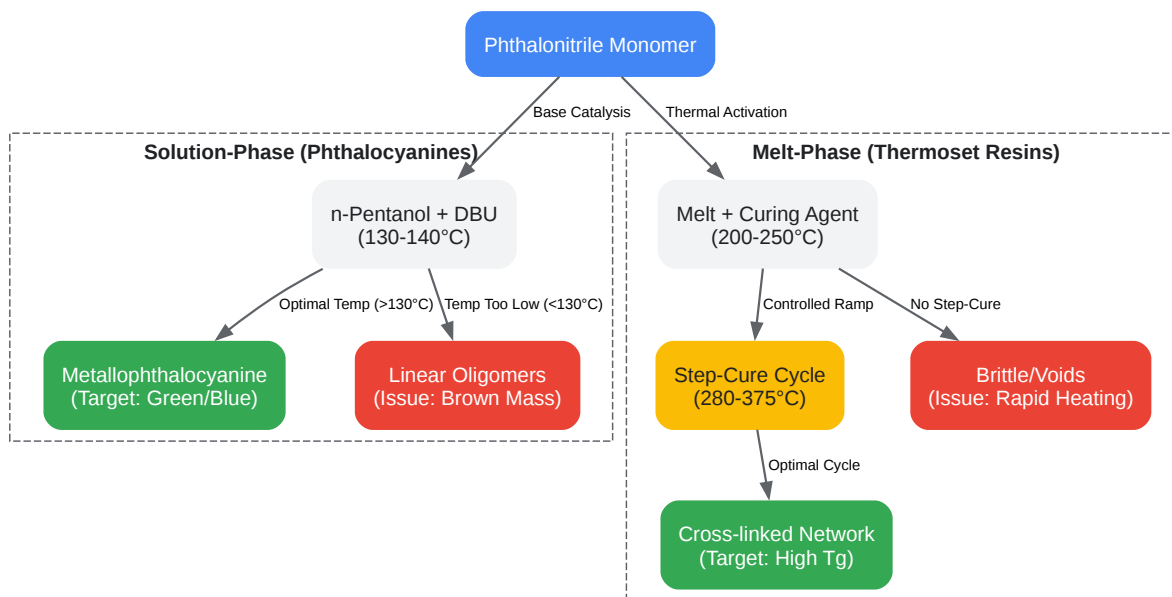 Phthalonitrile Monomer
Base Catalysis
Thermal Activation
Solution-Phase (Phthalocyanines)
Melt-Phase (Thermoset Resins)
n-Pentanol + DBU
(130-140°C)
Melt + Curing Agent
(200-250°C)
Optimal Temp (>130°C)
Temp Too Low (<130°C)
Controlled Ramp
No Step-Cure
Metallophthalocyanine
(Target: Green/Blue)
Linear Oligomers
(Issue: Brown Mass)
Step-Cure Cycle
(280-375°C)
Brittle/Voids
(Issue: Rapid Heating)
Optimal Cycle
Cross-linked Network
(Target: High Tg)